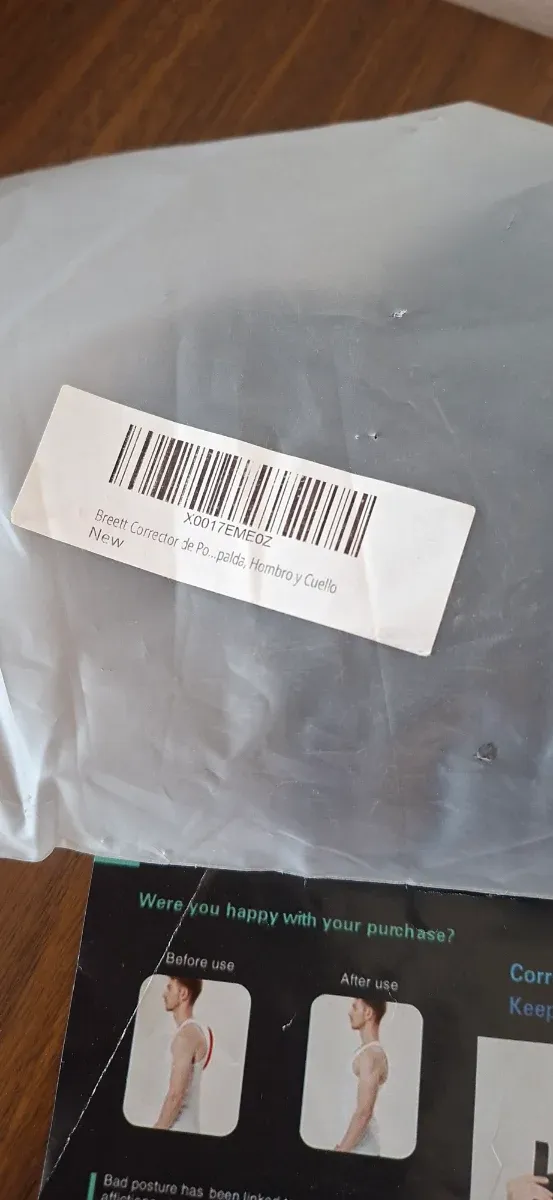 X0017EME0Z
Breett Corrector de Po...palda, Hombro y Cuello
New
Were you happy with your purchase?
Before use
After use
Corr
Keep
Bad posture has been linked